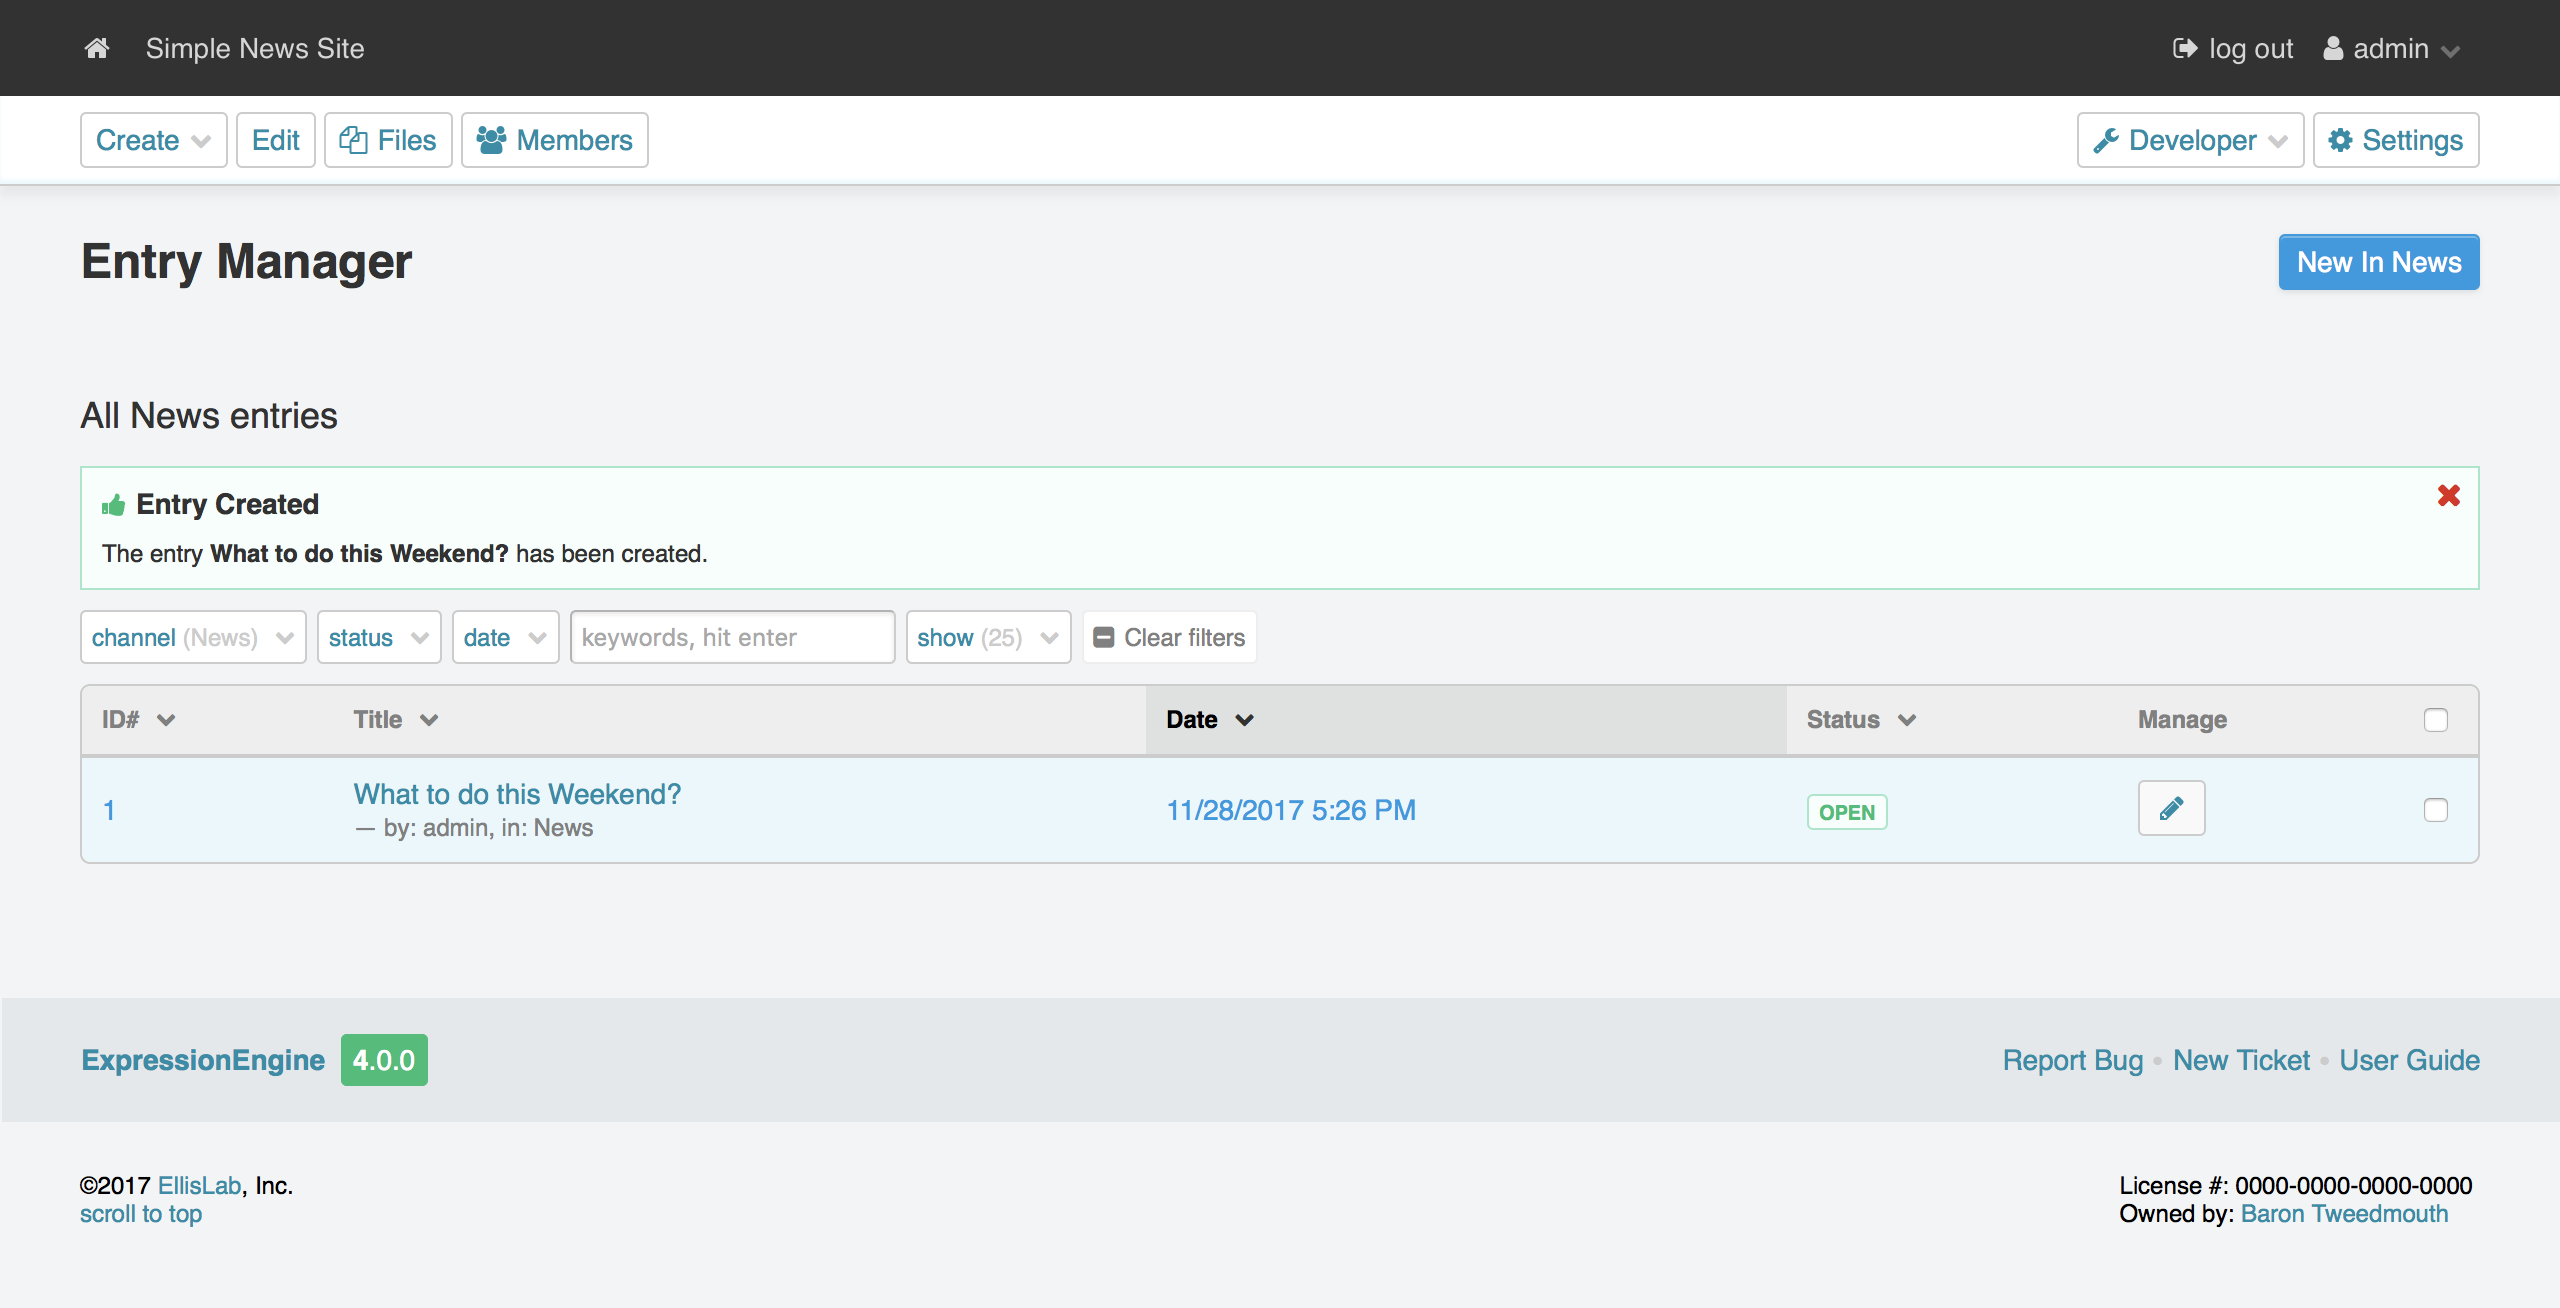 Simple News Site log out admin
Create Edit Files Members Developer Settings
Entry Manager New In News
All News entries
Entry Created
The entry What to do this Weekend? has been created.
channel (News) status date keywords, hit enter show (25) Clear filters
ID# Title Date Status Manage
1 What to do this Weekend? 11/28/2017 5:26 PM OPEN
— by: admin, in: News
ExpressionEngine 4.0.0 Report Bug • New Ticket • User Guide
©2017 EllisLab, Inc. License #: 0000-0000-0000-0000
scroll to top Owned by: Baron Tweedmouth